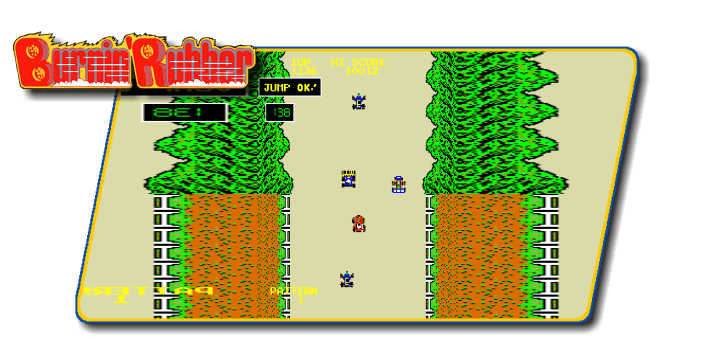 Burnin' Rubber
1UP HI SCORE
1176 10012
JUMP OK!
138
PATTERN
1